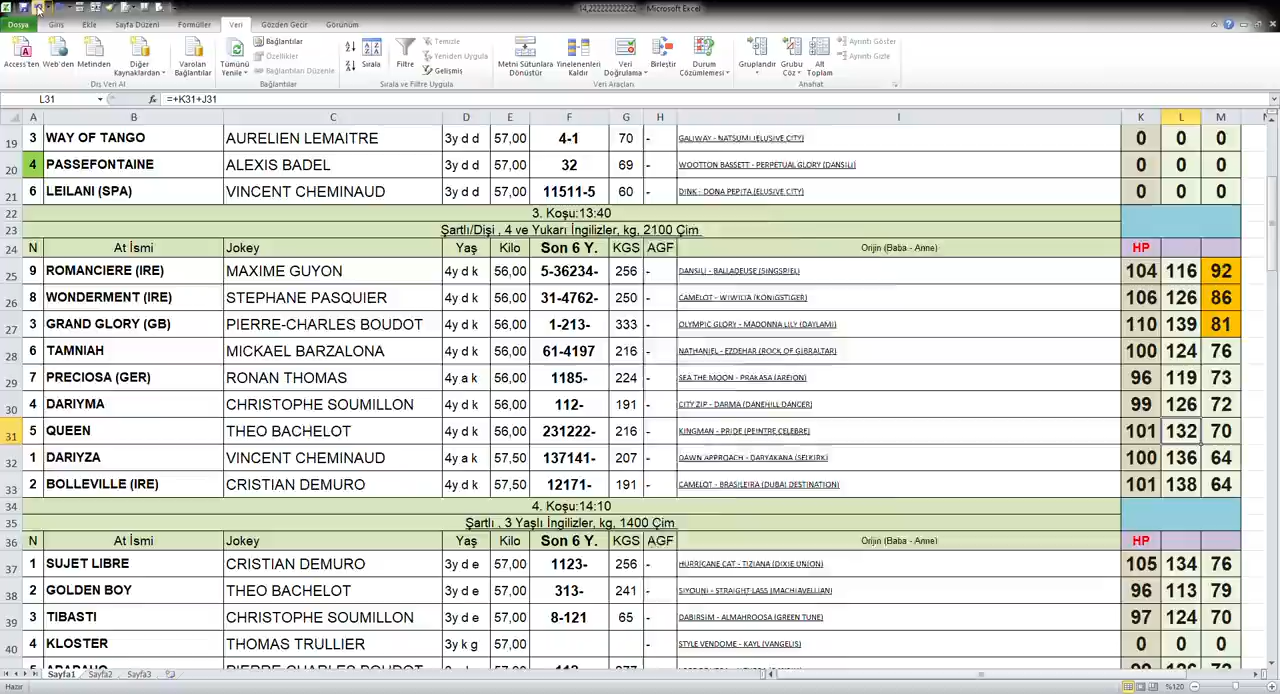 14,222222222222 - Microsoft Excel
Dosya Giriş Ekle Sayfa Düzeni Formüller Veri Gözden Geçir Görünüm
Access'ten Web'den Metinden Diğer Kaynaklardan Varolan Bağlantılar
Dış Veri Al
Tümünü Yenile Bağlantılar Özellikler Bağlantıları Düzenle
Bağlantılar
Sırala Filtre Temizle Yeniden Uygula Gelişmiş
Sırala ve Filtre Uygula
Metni Sütunlara Dönüştür Yinelenenleri Kaldır Veri Doğrulama Birleştir Durum Çözümlemesi
Veri Araçları
Gruplandır Grubu Çöz Alt Toplam Ayrıntı Göster Ayrıntı Gizle
Anahat
L31 fx =+K31+J31
A B C D E F G H I K L M
19 3 WAY OF TANGO AURELIEN LEMAITRE 3y d d 57,00 4-1 70 - GALIWAY - NATSUMI (ELUSIVE CITY) 0 0 0
20 4 PASSEFONTAINE ALEXIS BADEL 3y d d 57,00 32 69 - WOOTTON BASSETT - PERPETUAL GLORY (DANSILI) 0 0 0
21 6 LEILANI (SPA) VINCENT CHEMINAUD 3y d d 57,00 11511-5 60 - DINK - DONA PEPITA (ELUSIVE CITY) 0 0 0
22 3. Koşu:13:40
23 Şartlı/Dişi , 4 ve Yukarı İngilizler, kg, 2100 Çim
24 N At İsmi Jokey Yaş Kilo Son 6 Y. KGS AGF Orijin (Baba - Anne) HP
25 9 ROMANCIERE (IRE) MAXIME GUYON 4y d k 56,00 5-36234- 256 - DANSILI - BALLADEUSE (SINGSPIEL) 104 116 92
26 8 WONDERMENT (IRE) STEPHANE PASQUIER 4y d k 56,00 31-4762- 250 - CAMELOT - WIWILIA (KONIGSTIGER) 106 126 86
27 3 GRAND GLORY (GB) PIERRE-CHARLES BOUDOT 4y d k 56,00 1-213- 333 - OLYMPIC GLORY - MADONNA LILY (DAYLAMI) 110 139 81
28 6 TAMNIAH MICKAEL BARZALONA 4y d k 56,00 61-4197 216 - NATHANIEL - EZDEHAR (ROCK OF GIBRALTAR) 100 124 76
29 7 PRECIOSA (GER) RONAN THOMAS 4y a k 56,00 1185- 224 - SEA THE MOON - PRAKASA (AREION) 96 119 73
30 4 DARIYMA CHRISTOPHE SOUMILLON 4y d k 56,00 112- 191 - CITY ZIP - DARMA (DANEHILL DANCER) 99 126 72
31 5 QUEEN THEO BACHELOT 4y d k 56,00 231222- 216 - KINGMAN - PRIDE (PEINTRE CELEBRE) 101 132 70
32 1 DARIYZA VINCENT CHEMINAUD 4y a k 57,50 137141- 207 - DAWN APPROACH - DARYAKANA (SELKIRK) 100 136 64
33 2 BOLLEVILLE (IRE) CRISTIAN DEMURO 4y d k 57,50 12171- 191 - CAMELOT - BRASILEIRA (DUBAI DESTINATION) 101 138 64
34 4. Koşu:14:10
35 Şartlı , 3 Yaşlı İngilizler, kg, 1400 Çim
36 N At İsmi Jokey Yaş Kilo Son 6 Y. KGS AGF Orijin (Baba - Anne) HP
37 1 SUJET LIBRE CRISTIAN DEMURO 3y d e 57,00 1123- 256 - HURRICANE CAT - TIZIANA (DIXIE UNION) 105 134 76
38 2 GOLDEN BOY THEO BACHELOT 3y d e 57,00 313- 241 - SIYOUNI - STRAIGHT LASS (MACHIAVELLIAN) 96 113 79
39 3 TIBASTI CHRISTOPHE SOUMILLON 3y d e 57,00 8-121 65 - DABIRSIM - ALMAHROOSA (GREEN TUNE) 97 124 70
40 4 KLOSTER THOMAS TRULLIER 3y k g 57,00 - STYLE VENDOME - KAYL (VANGELIS) 0 0 0
Sayfa1 Sayfa2 Sayfa3
Hazır %120